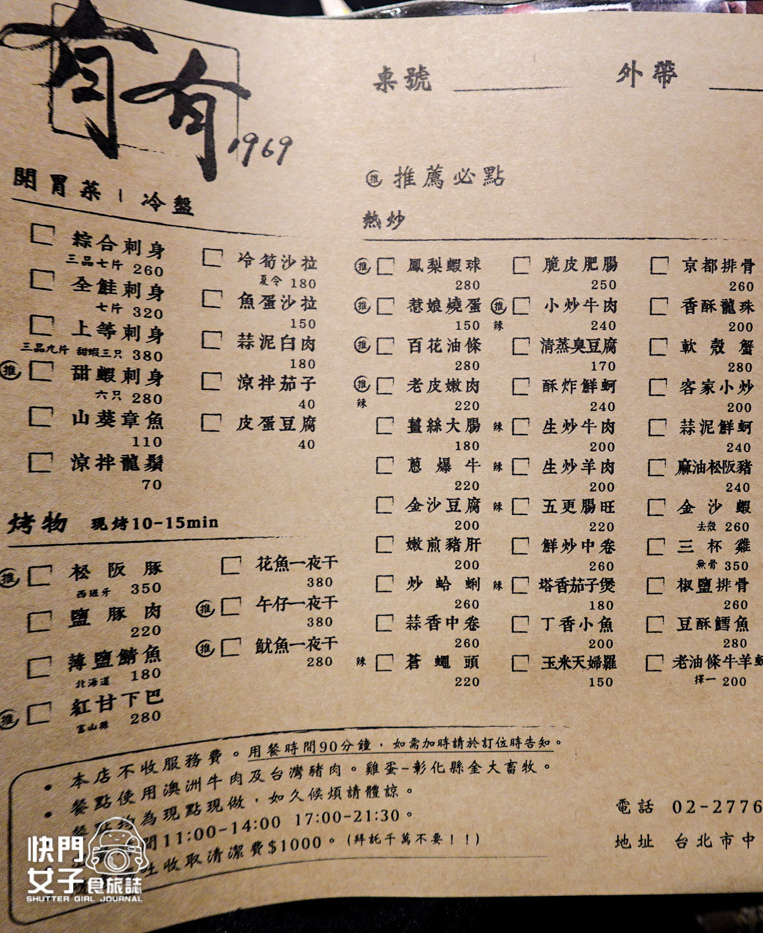 有有 1969
桌號 外帶
開胃菜 | 冷盤
綜合刺身
三品七片 260
全鮭刺身
七片 320
上等刺身
三品九片 甜蝦三只 380
推 甜蝦刺身
六只 280
山葵章魚
110
涼拌龍鬚
70
冷筍沙拉
夏令 180
魚蛋沙拉
150
蒜泥白肉
180
涼拌茄子
40
皮蛋豆腐
40
烤物 現烤10-15min
推 松阪豚
西班牙 350
鹽豚肉
220
薄鹽鯖魚
北海道 180
推 紅甘下巴
富山縣 280
花魚一夜干
380
推 午仔一夜干
380
推 魷魚一夜干
280
推 推薦必點
熱炒
推 鳳梨蝦球
280
推 惹娘燒蛋
150
推 百花油條
280
推 老皮嫩肉
辣 220
薑絲大腸
180
蔥爆牛
220
金沙豆腐
200
嫩煎豬肝
200
炒蛤蜊
260
蒜香中卷
260
辣 蒼蠅頭
220
脆皮肥腸
250
推 小炒牛肉
辣 240
清蒸臭豆腐
170
酥炸鮮蚵
240
辣 生炒牛肉
200
辣 生炒羊肉
200
辣 五更腸旺
220
鮮炒中卷
260
辣 塔香茄子煲
180
丁香小魚
200
玉米天婦羅
150
京都排骨
260
香酥龍珠
200
軟殼蟹
280
客家小炒
200
蒜泥鮮蚵
240
麻油松阪豬
240
金沙蝦
去殼 260
三杯雞
無骨 350
椒鹽排骨
260
豆酥鱈魚
280
老油條牛羊
擇一 200
• 本店不收服務費。用餐時間90分鐘，如需加時請於訂位時告知。
• 餐點使用澳洲牛肉及台灣豬肉。雞蛋-彰化縣金大畜牧。
為現點現做，如久候煩請體諒。
間11:00-14:00 17:00-21:30。
收取清潔費$1000。(拜託千萬不要！！)
電話 02-2776
地址 台北市中
快門
女子食旅誌
SHUTTER GIRL JOURNAL